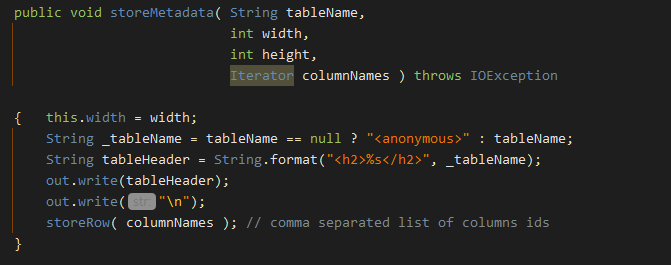 public void storeMetadata( String tableName,
int width,
int height,
Iterator columnNames ) throws IOException
{ this.width = width;
String _tableName = tableName == null ? "<anonymous>" : tableName;
String tableHeader = String.format("<h2>%s</h2>", _tableName);
out.write(tableHeader);
out.write( str: "\n");
storeRow( columnNames ); // comma separated list of columns ids
}